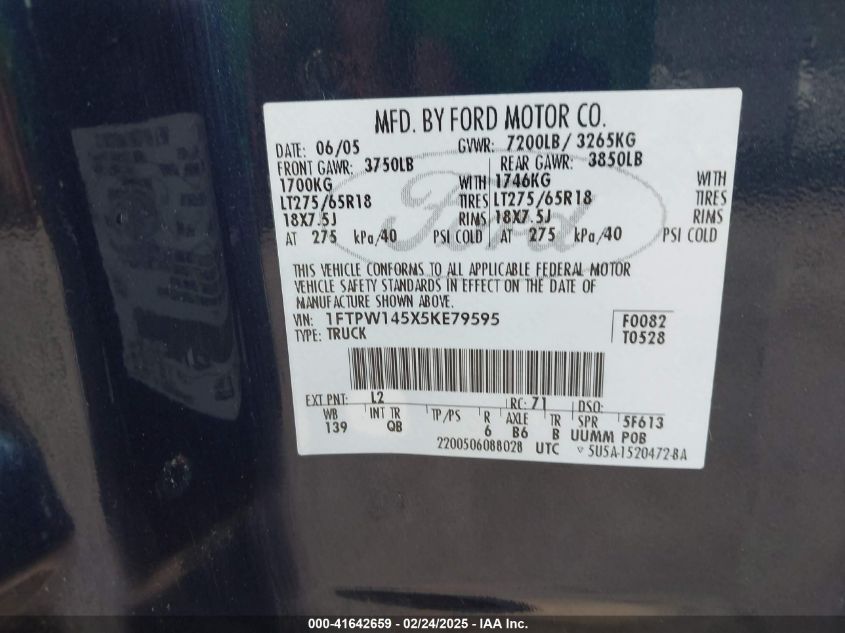 MFD. BY FORD MOTOR CO.
DATE: 06/05 GVWR: 7200LB / 3265KG
FRONT GAWR: 3750LB REAR GAWR: 3850LB
1700KG WITH 1746KG WITH
LT275/65R18 TIRES LT275/65R18 TIRES
18X7.5J RIMS 18X7.5J RIMS
AT 275 kPa/40 PSI COLD AT 275 kPa/40 PSI COLD
Ford
THIS VEHICLE CONFORMS TO ALL APPLICABLE FEDERAL MOTOR
VEHICLE SAFETY STANDARDS IN EFFECT ON THE DATE OF
MANUFACTURE SHOWN ABOVE.
VIN: 1FTPW145X5KE79595 F0082
TYPE: TRUCK T0528
EXT PNT: L2 RC: 71 DSO:
WB INT TR TP/PS R AXLE TR SPR 5F613
139 QB 6 B6 B UUMM POB
2200506088028 UTC ▽ 5U5A-1520472-BA
000-41642659 - 02/24/2025 - IAA Inc.